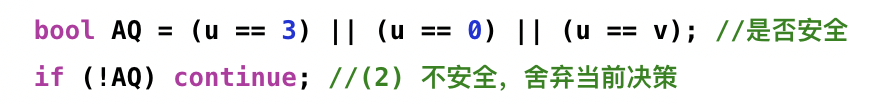 bool AQ = (u == 3) || (u == 0) || (u == v); //是否安全
if (!AQ) continue; //(2) 不安全，舍弃当前决策